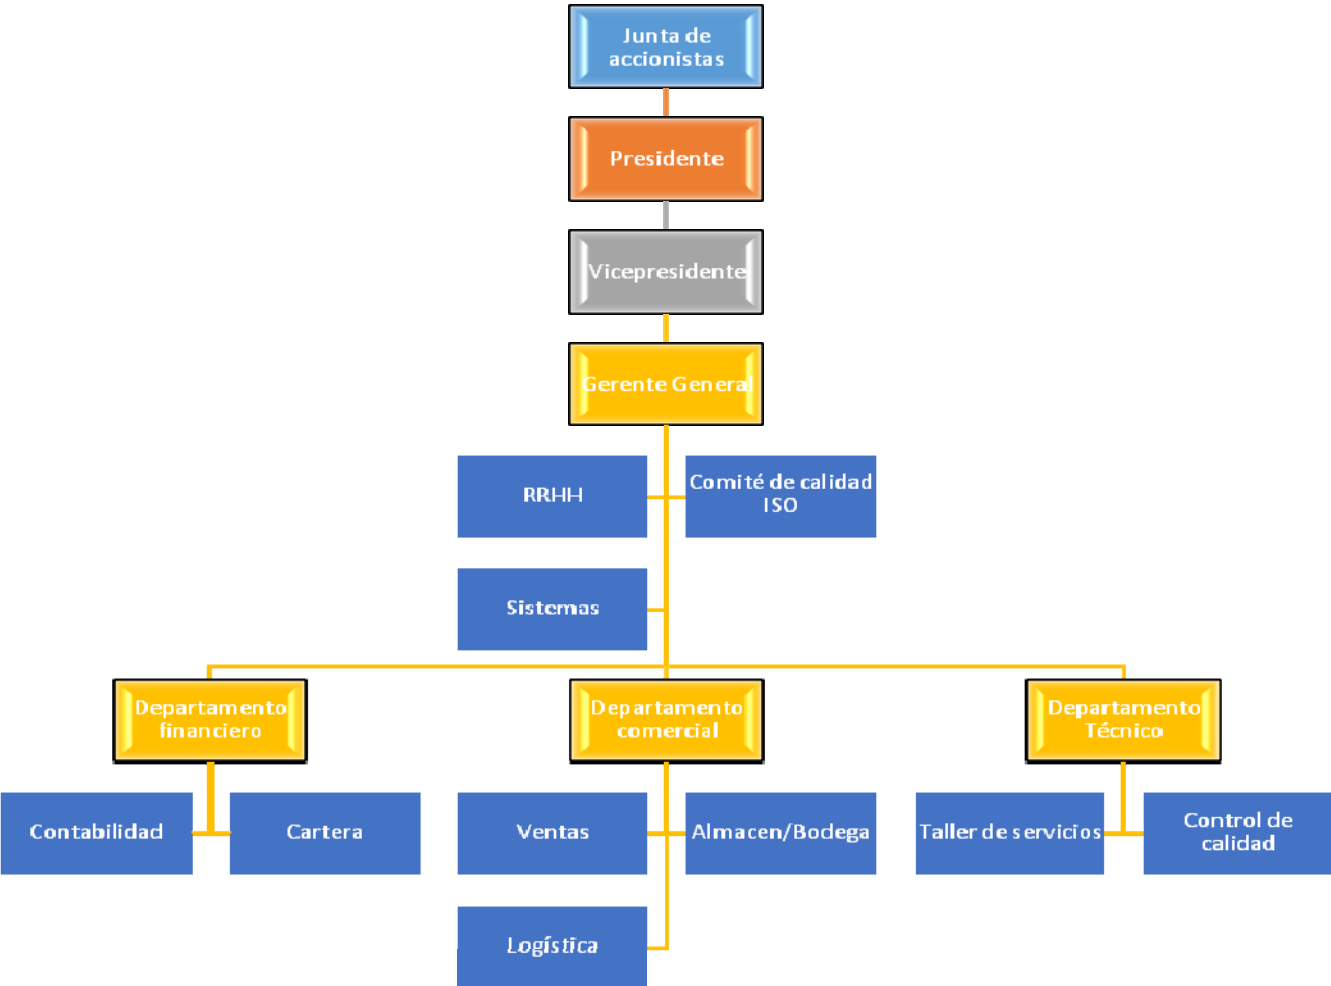 Junta de
accionistas
Presidente
Vicepresidente
Gerente General
RRHH
Comité de calidad
ISO
Sistemas
Departamento
financiero
Departamento
comercial
Departamento
Técnico
Contabilidad
Cartera
Ventas
Almacen/Bodega
Taller de servicios
Control de
calidad
Logística